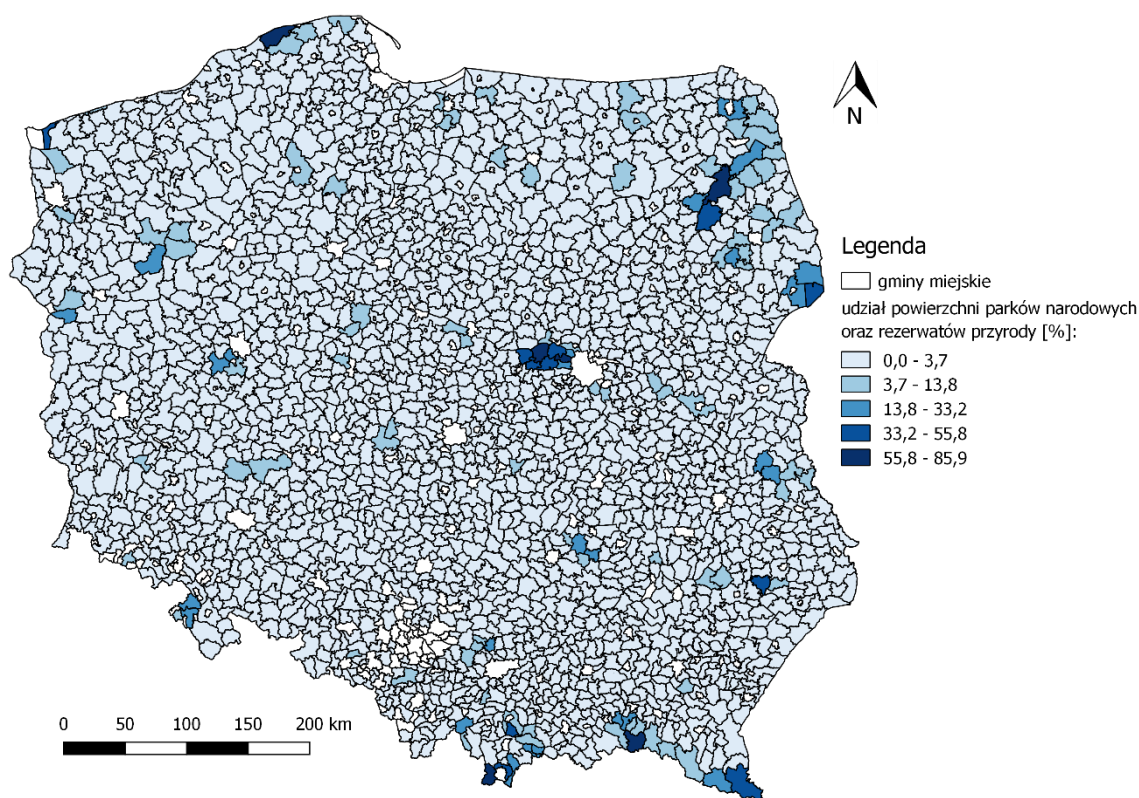 N
Legenda
gminy miejskie
udział powierzchni parków narodowych
oraz rezerwatów przyrody [%]:
0,0 - 3,7
3,7 - 13,8
13,8 - 33,2
33,2 - 55,8
55,8 - 85,9
0 50 100 150 200 km